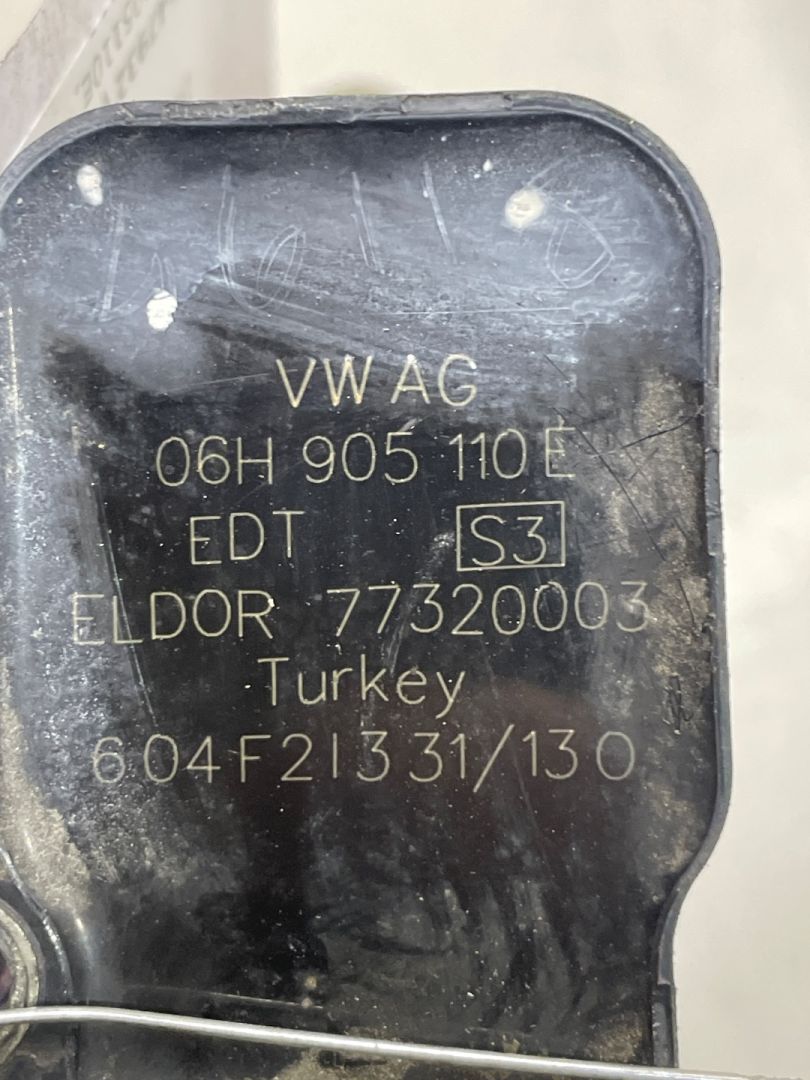 VW AG
06H 905 110 E
EDT S3
ELDOR 77320003
Turkey
604F21331/130